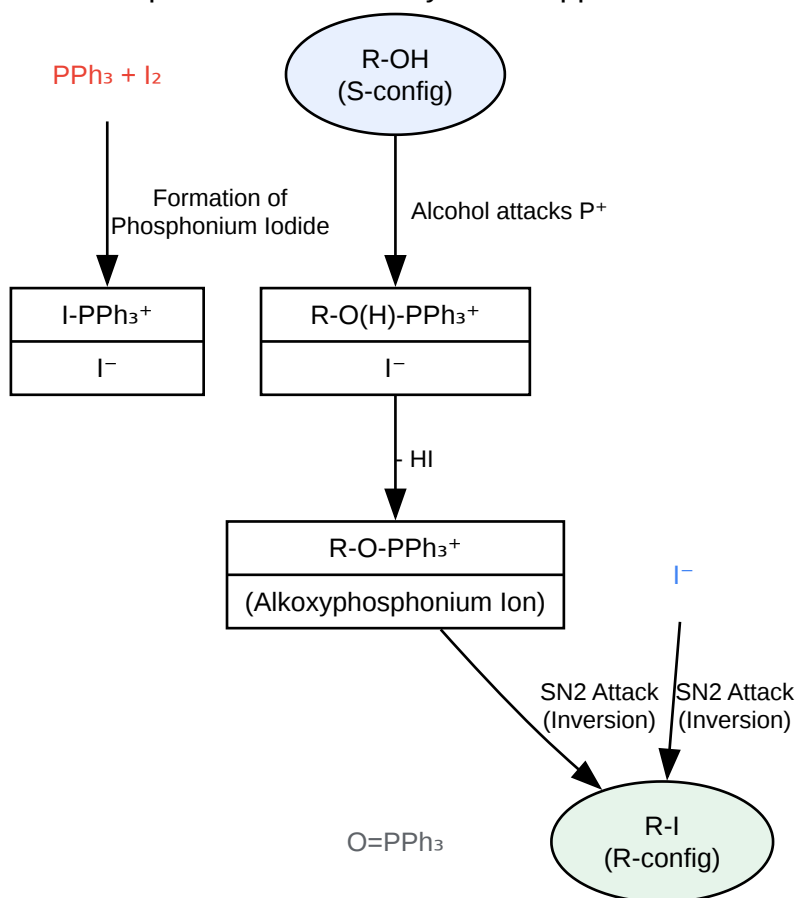 PPh₃ + I₂
R-OH
(S-config)
Formation of
Phosphonium Iodide
Alcohol attacks P⁺
I-PPh₃⁺
I⁻
R-O(H)-PPh₃⁺
I⁻
- HI
R-O-PPh₃⁺
(Alkoxyphosphonium Ion)
I⁻
SN2 Attack
(Inversion)
SN2 Attack
(Inversion)
O=PPh₃
R-I
(R-config)